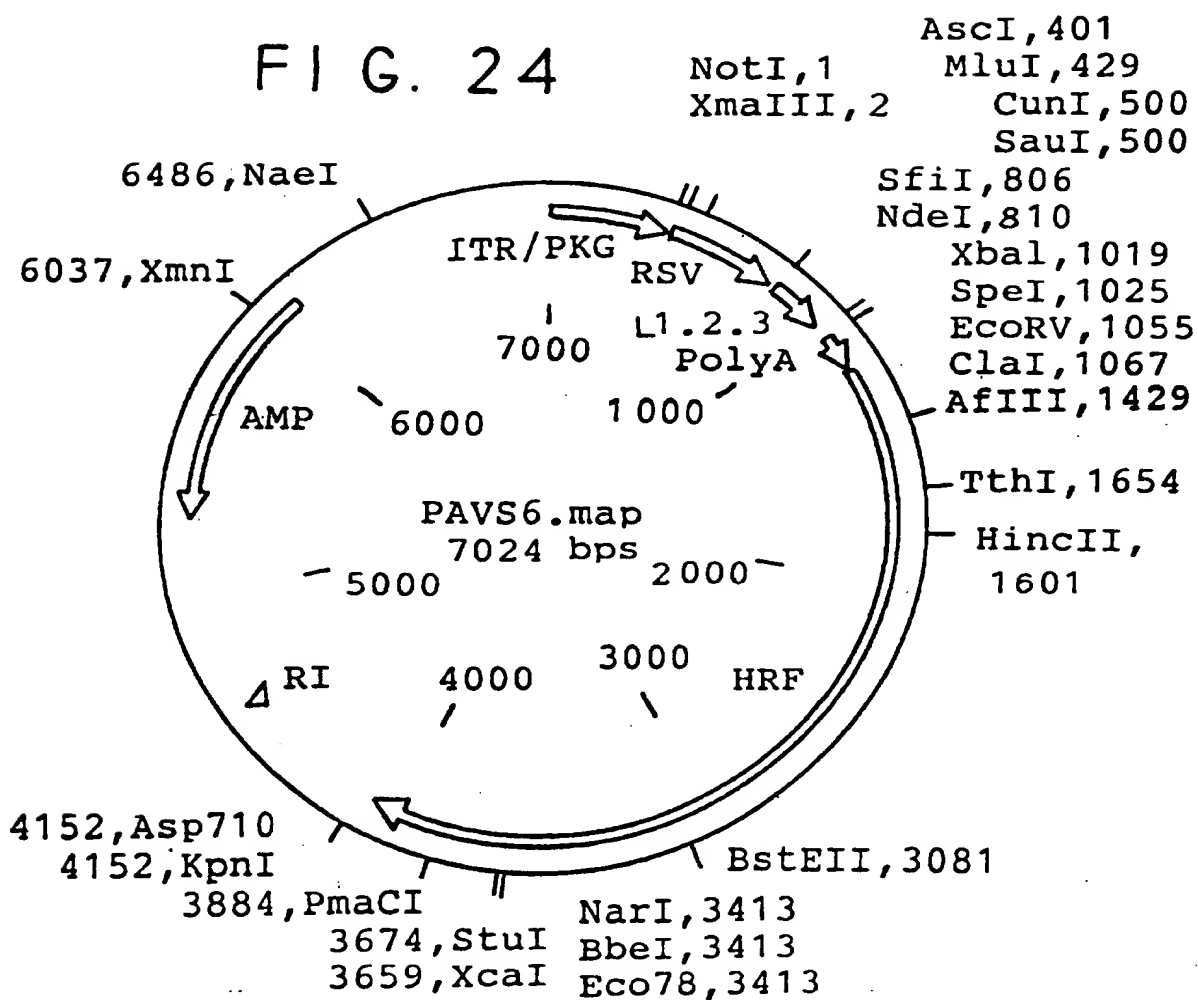 FIG. 24
NotI,1
XmaIII,2
AscI,401
MluI,429
CunI,500
SauI,500
SfiI,806
NdeI,810
Xbal,1019
SpeI,1025
EcoRV,1055
ClaI,1067
AfIII,1429
TthI,1654
HincII,
1601
6486,NaeI
6037,XmnI
ITR/PKG
RSV
L1.2.3
PolyA
7000
1000
6000
AMP
PAVS6.map
7024 bps
2000
5000
3000
4000
HRF
RI
4152,Asp710
4152,KpnI
3884,PmaCI
3674,StuI
3659,XcaI
BstEII,3081
NarI,3413
BbeI,3413
Eco78,3413